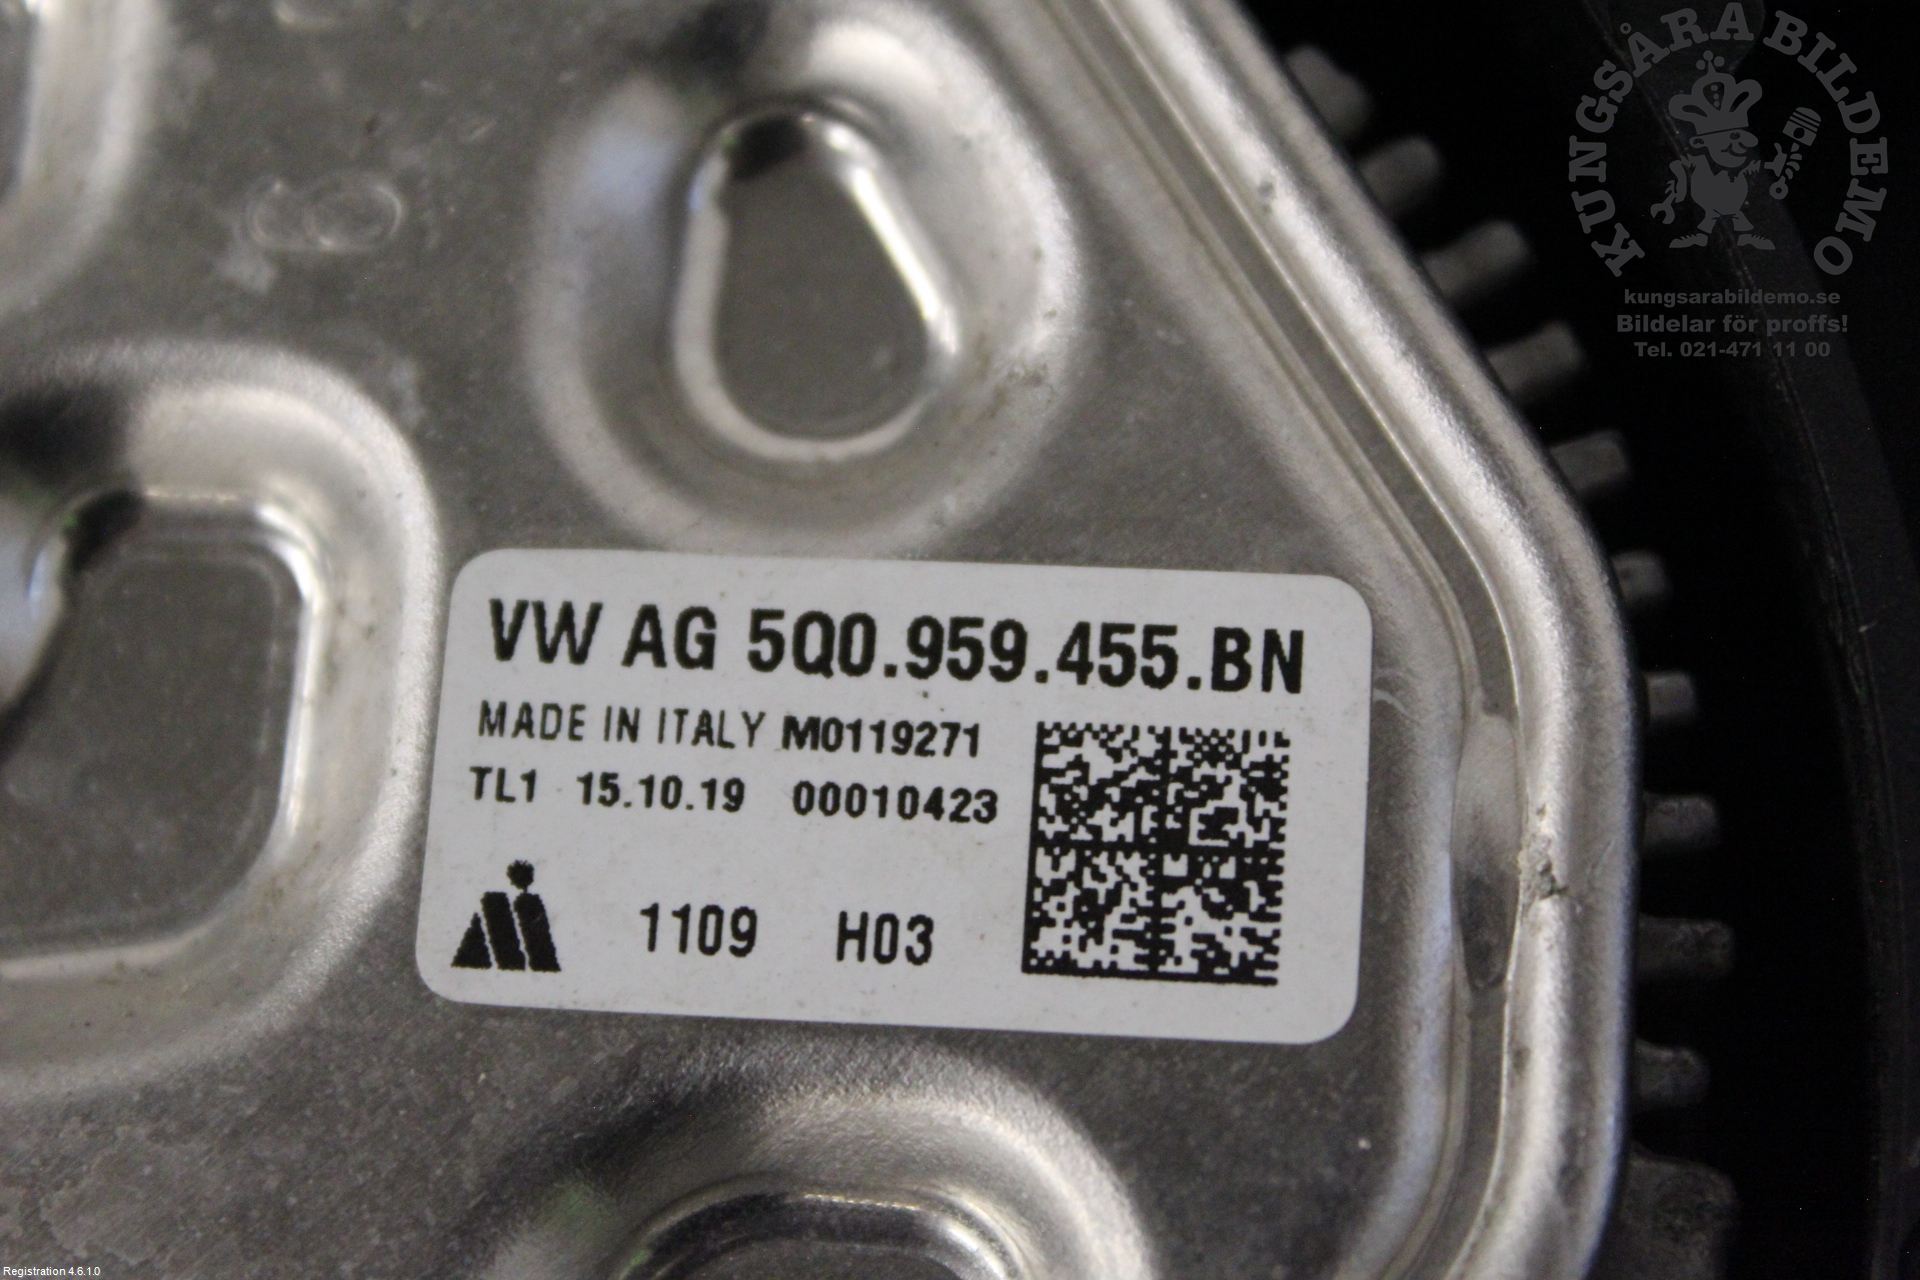 KUNGSÅRA BILDEMO
kungsarabildemo.se
Bildelar för proffs!
Tel. 021-471 11 00
VW AG 5Q0.959.455.BN
MADE IN ITALY M0119271
TL1 15.10.19 00010423
1109 H03
Registration 4.6.1.0